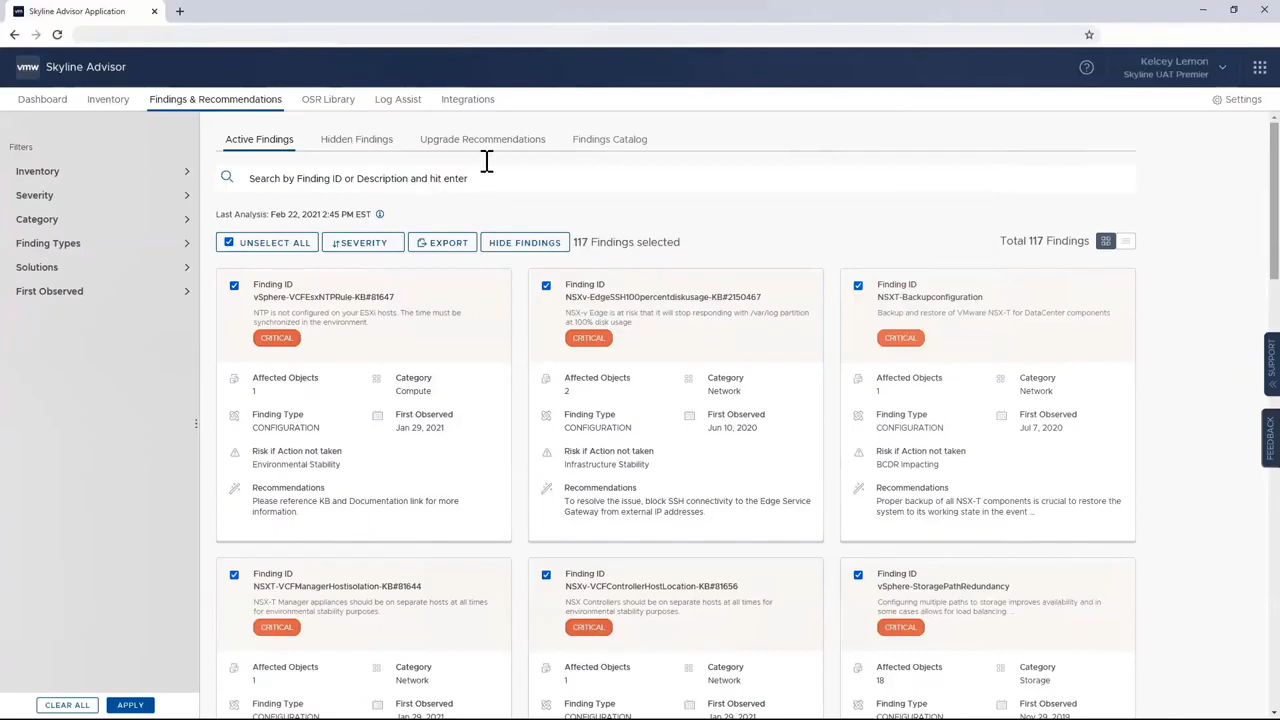 vm Skyline Advisor Application
vmw Skyline Advisor
Kelcey Lemon
Skyline UAT Premier
Dashboard Inventory Findings & Recommendations OSR Library Log Assist Integrations Settings
Filters
Inventory
Severity
Category
Finding Types
Solutions
First Observed
CLEAR ALL APPLY
Active Findings Hidden Findings Upgrade Recommendations Findings Catalog
Search by Finding ID or Description and hit enter
Last Analysis: Feb 22, 2021 2:45 PM EST
UNSELECT ALL SEVERITY EXPORT HIDE FINDINGS 117 Findings selected Total 117 Findings
Finding ID
vSphere-VCFEsxNTPRule-KB#81647
NTP is not configured on your ESXi hosts. The time must be
synchronized in the environment.
CRITICAL
Affected Objects Category
1 Compute
Finding Type First Observed
CONFIGURATION Jan 29, 2021
Risk if Action not taken
Environmental Stability
Recommendations
Please reference KB and Documentation link for more
information.
Finding ID
NSXv-EdgeSSH100percentdiskusage-KB#2150467
NSX-v Edge is at risk that it will stop responding with /var/log partition
at 100% disk usage
CRITICAL
Affected Objects Category
2 Network
Finding Type First Observed
CONFIGURATION Jun 10, 2020
Risk if Action not taken
Infrastructure Stability
Recommendations
To resolve the issue, block SSH connectivity to the Edge Service
Gateway from external IP addresses.
Finding ID
NSXT-Backupconfiguration
Backup and restore of VMware NSX-T for DataCenter components
CRITICAL
Affected Objects Category
1 Network
Finding Type First Observed
CONFIGURATION Jul 7, 2020
Risk if Action not taken
BCDR impacting
Recommendations
Proper backup of all NSX-T components is crucial to restore the
system to its working state in the event ...
Finding ID
NSXT-VCFManagerHostisolation-KB#81644
NSX-T Manager appliances should be on separate hosts at all times
for environmental stability purposes.
CRITICAL
Affected Objects Category
1 Network
Finding Type First Observed
CONFIGURATION Jan 29, 2021
Finding ID
NSXv-VCFControllerHostLocation-KB#81656
NSX Controllers should be on separate hosts at all times for
environmental stability purposes.
CRITICAL
Affected Objects Category
1 Network
Finding Type First Observed
CONFIGURATION Jan 29, 2021
Finding ID
vSphere-StoragePathRedundancy
Configuring multiple paths to storage improves availability and in
some cases allows for load balancing. ...
CRITICAL
Affected Objects Category
18 Storage
Finding Type First Observed
CONFIGURATION Nov 29, 2019
SUPPORT
FEEDBACK